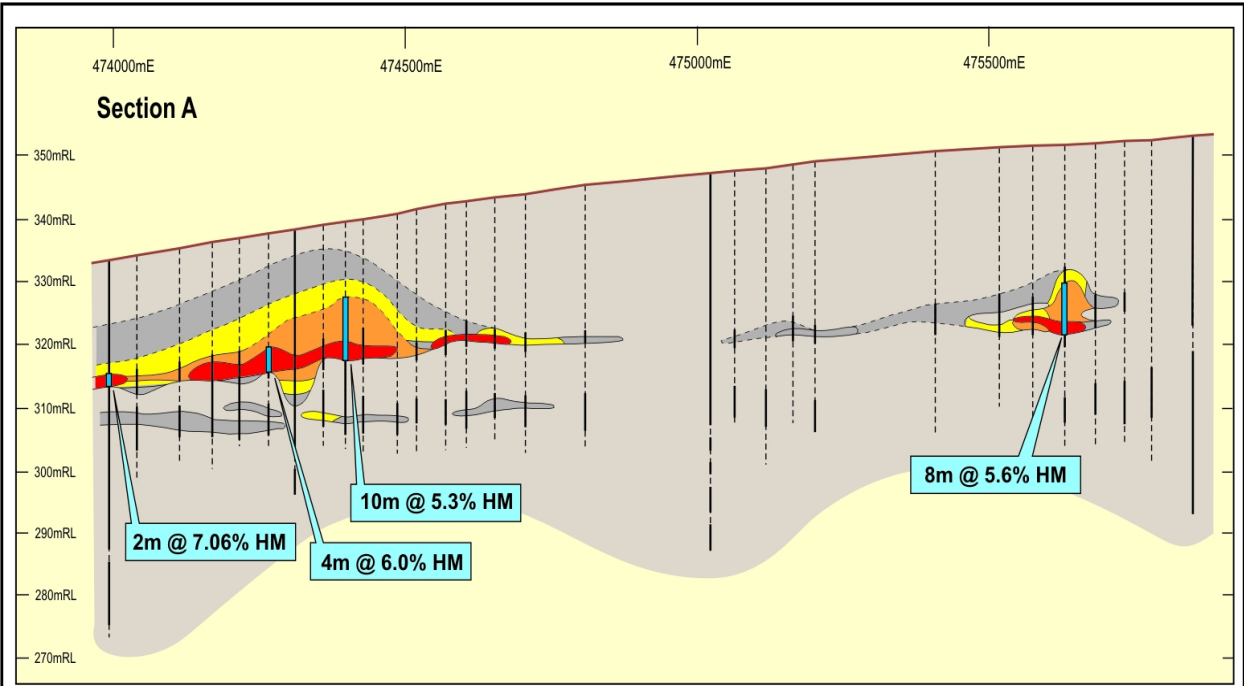 474000mE
474500mE
475000mE
475500mE
Section A
350mRL
340mRL
330mRL
320mRL
310mRL
300mRL
290mRL
280mRL
270mRL
2m @ 7.06% HM
4m @ 6.0% HM
10m @ 5.3% HM
8m @ 5.6% HM